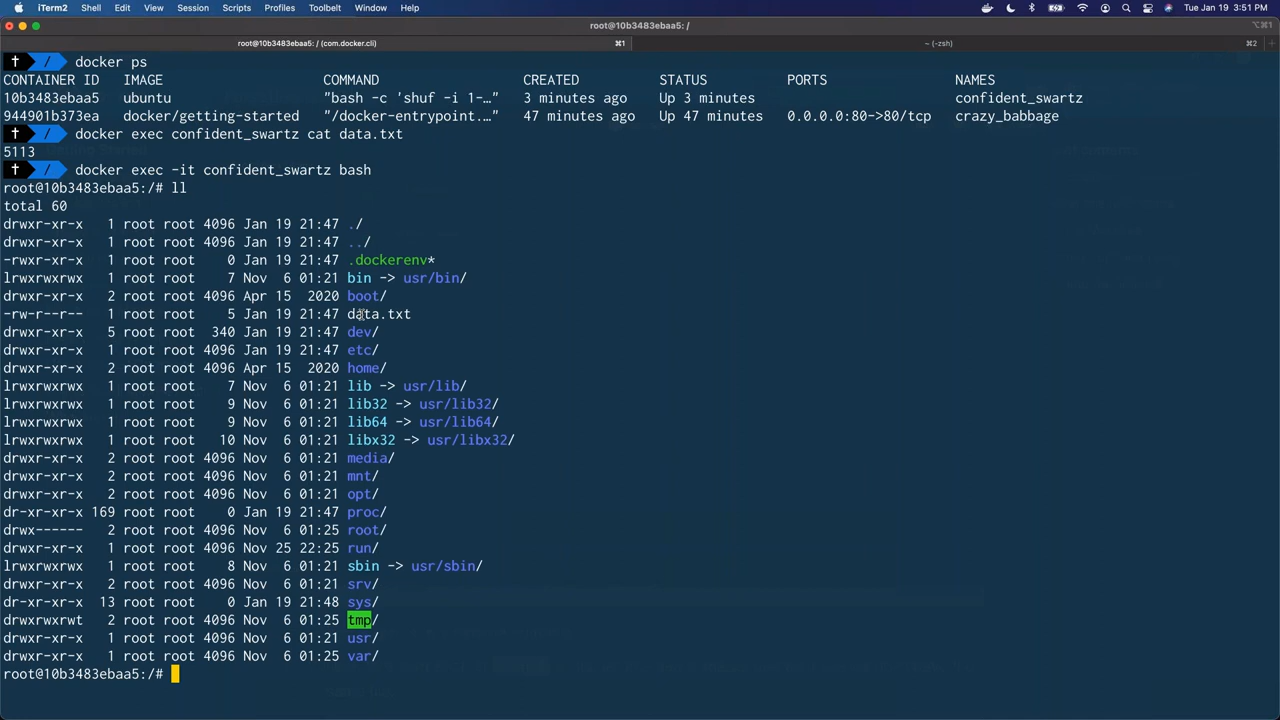 iTerm2 Shell Edit View Session Scripts Profiles Toolbelt Window Help Tue Jan 19 3:51 PM
root@10b3483ebaa5: / ⌥⌘1
root@10b3483ebaa5: / (com.docker.cli) ⌘1 ~ (-zsh) ⌘2
/ docker ps
CONTAINER ID IMAGE COMMAND CREATED STATUS PORTS NAMES
10b3483ebaa5 ubuntu "bash -c 'shuf -i 1-…" 3 minutes ago Up 3 minutes confident_swartz
944901b373ea docker/getting-started "/docker-entrypoint.…" 47 minutes ago Up 47 minutes 0.0.0.0:80->80/tcp crazy_babbage
/ docker exec confident_swartz cat data.txt
5113
/ docker exec -it confident_swartz bash
root@10b3483ebaa5:/# ll
total 60
drwxr-xr-x 1 root root 4096 Jan 19 21:47 ./
drwxr-xr-x 1 root root 4096 Jan 19 21:47 ../
-rwxr-xr-x 1 root root 0 Jan 19 21:47 .dockerenv*
lrwxrwxrwx 1 root root 7 Nov 6 01:21 bin -> usr/bin/
drwxr-xr-x 2 root root 4096 Apr 15 2020 boot/
-rw-r--r-- 1 root root 5 Jan 19 21:47 data.txt
drwxr-xr-x 5 root root 340 Jan 19 21:47 dev/
drwxr-xr-x 1 root root 4096 Jan 19 21:47 etc/
drwxr-xr-x 2 root root 4096 Apr 15 2020 home/
lrwxrwxrwx 1 root root 7 Nov 6 01:21 lib -> usr/lib/
lrwxrwxrwx 1 root root 9 Nov 6 01:21 lib32 -> usr/lib32/
lrwxrwxrwx 1 root root 9 Nov 6 01:21 lib64 -> usr/lib64/
lrwxrwxrwx 1 root root 10 Nov 6 01:21 libx32 -> usr/libx32/
drwxr-xr-x 2 root root 4096 Nov 6 01:21 media/
drwxr-xr-x 2 root root 4096 Nov 6 01:21 mnt/
drwxr-xr-x 2 root root 4096 Nov 6 01:21 opt/
dr-xr-xr-x 169 root root 0 Jan 19 21:47 proc/
drwx------ 2 root root 4096 Nov 6 01:25 root/
drwxr-xr-x 1 root root 4096 Nov 25 22:25 run/
lrwxrwxrwx 1 root root 8 Nov 6 01:21 sbin -> usr/sbin/
drwxr-xr-x 2 root root 4096 Nov 6 01:21 srv/
dr-xr-xr-x 13 root root 0 Jan 19 21:48 sys/
drwxrwxrwt 2 root root 4096 Nov 6 01:25 tmp/
drwxr-xr-x 1 root root 4096 Nov 6 01:21 usr/
drwxr-xr-x 1 root root 4096 Nov 6 01:25 var/
root@10b3483ebaa5:/#